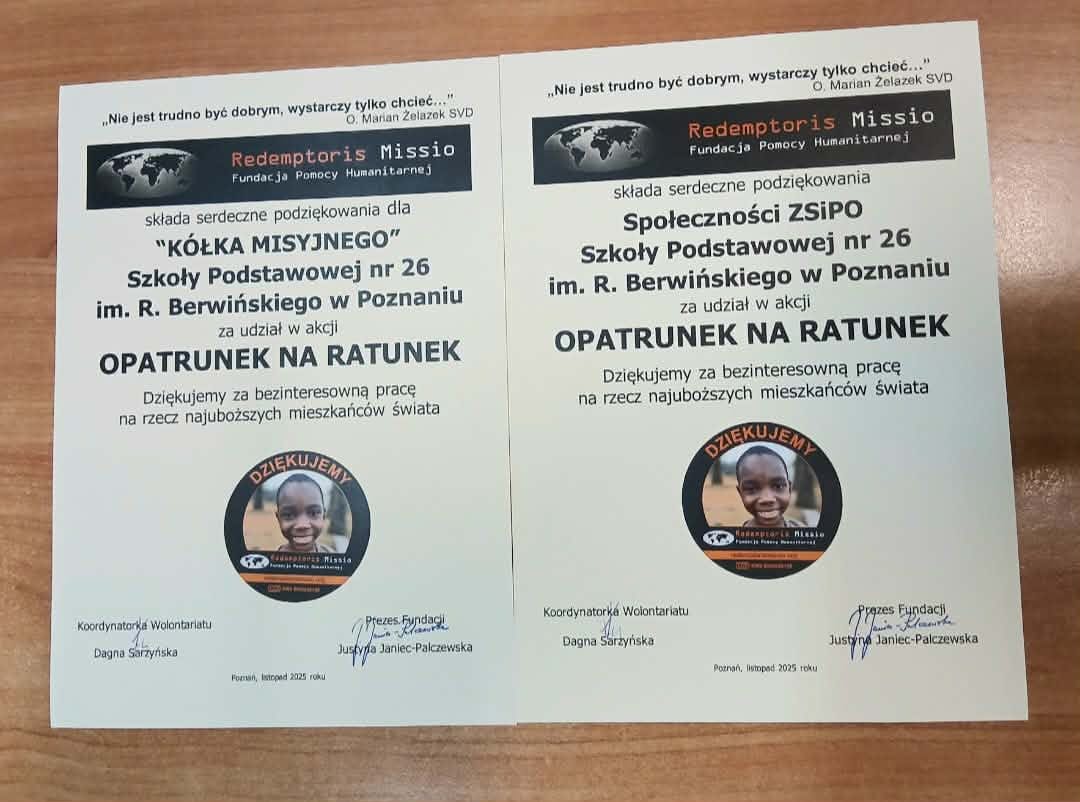 „Nie jest trudno być dobrym, wystarczy tylko chcieć...”
O. Marian Żelazek SVD
Redemptoris Missio
Fundacja Pomocy Humanitarnej
składa serdeczne podziękowania dla
“KÓŁKA MISYJNEGO”
Szkoły Podstawowej nr 26
im. R. Berwińskiego w Poznaniu
za udział w akcji
OPATRUNEK NA RATUNEK
Dziękujemy za bezinteresowną pracę
na rzecz najuboższych mieszkańców świata
DZIĘKUJEMY
Redemptoris Missio
Fundacja Pomocy Humanitarnej
Koordynatorka Wolontariatu
Dagna Sarzyńska
Prezes Fundacji
Justyna Janiec-Palczewska
Poznań, listopad 2025 roku
„Nie jest trudno być dobrym, wystarczy tylko chcieć...”
O. Marian Żelazek SVD
Redemptoris Missio
Fundacja Pomocy Humanitarnej
składa serdeczne podziękowania
Społeczności ZSiPO
Szkoły Podstawowej nr 26
im. R. Berwińskiego w Poznaniu
za udział w akcji
OPATRUNEK NA RATUNEK
Dziękujemy za bezinteresowną pracę
na rzecz najuboższych mieszkańców świata
DZIĘKUJEMY
Redemptoris Missio
Fundacja Pomocy Humanitarnej
Koordynatorka Wolontariatu
Dagna Sarzyńska
Prezes Fundacji
Justyna Janiec-Palczewska
Poznań, listopad 2025 roku